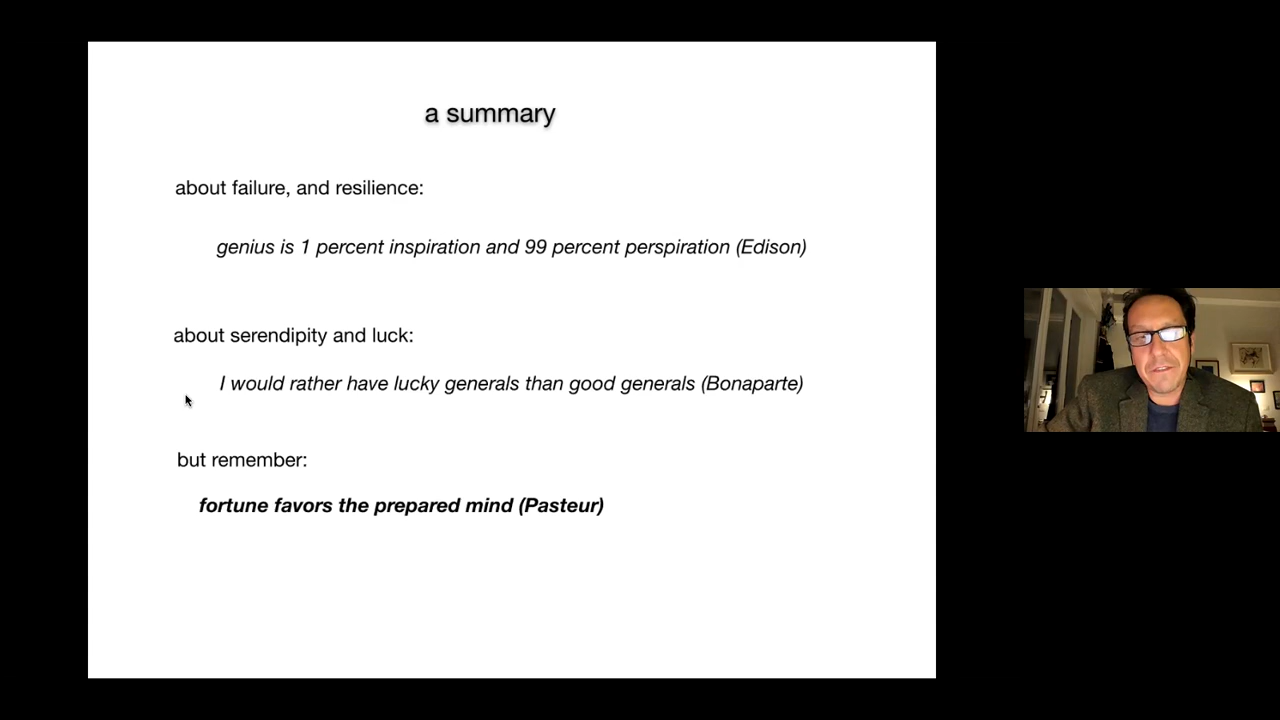 a summary
about failure, and resilience:
genius is 1 percent inspiration and 99 percent perspiration (Edison)
about serendipity and luck:
I would rather have lucky generals than good generals (Bonaparte)
but remember:
fortune favors the prepared mind (Pasteur)